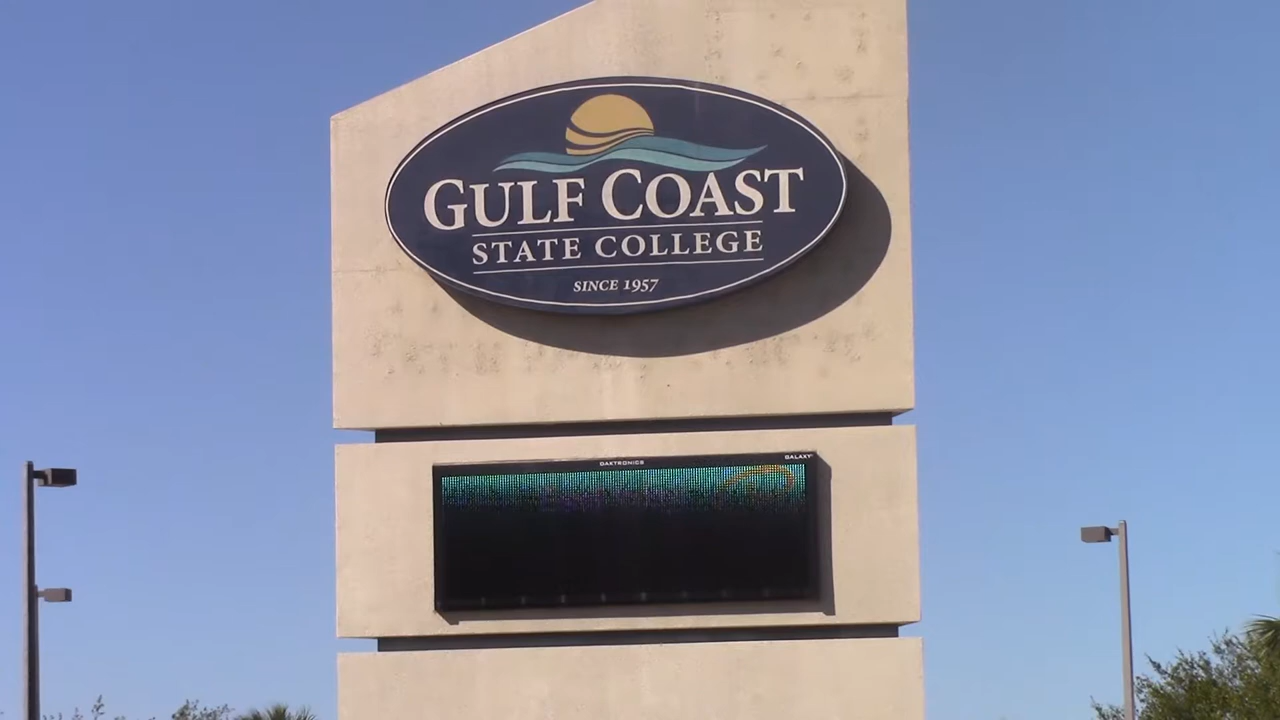 GULF COAST
STATE COLLEGE
SINCE 1957
DAKTRONICS
GALAXY